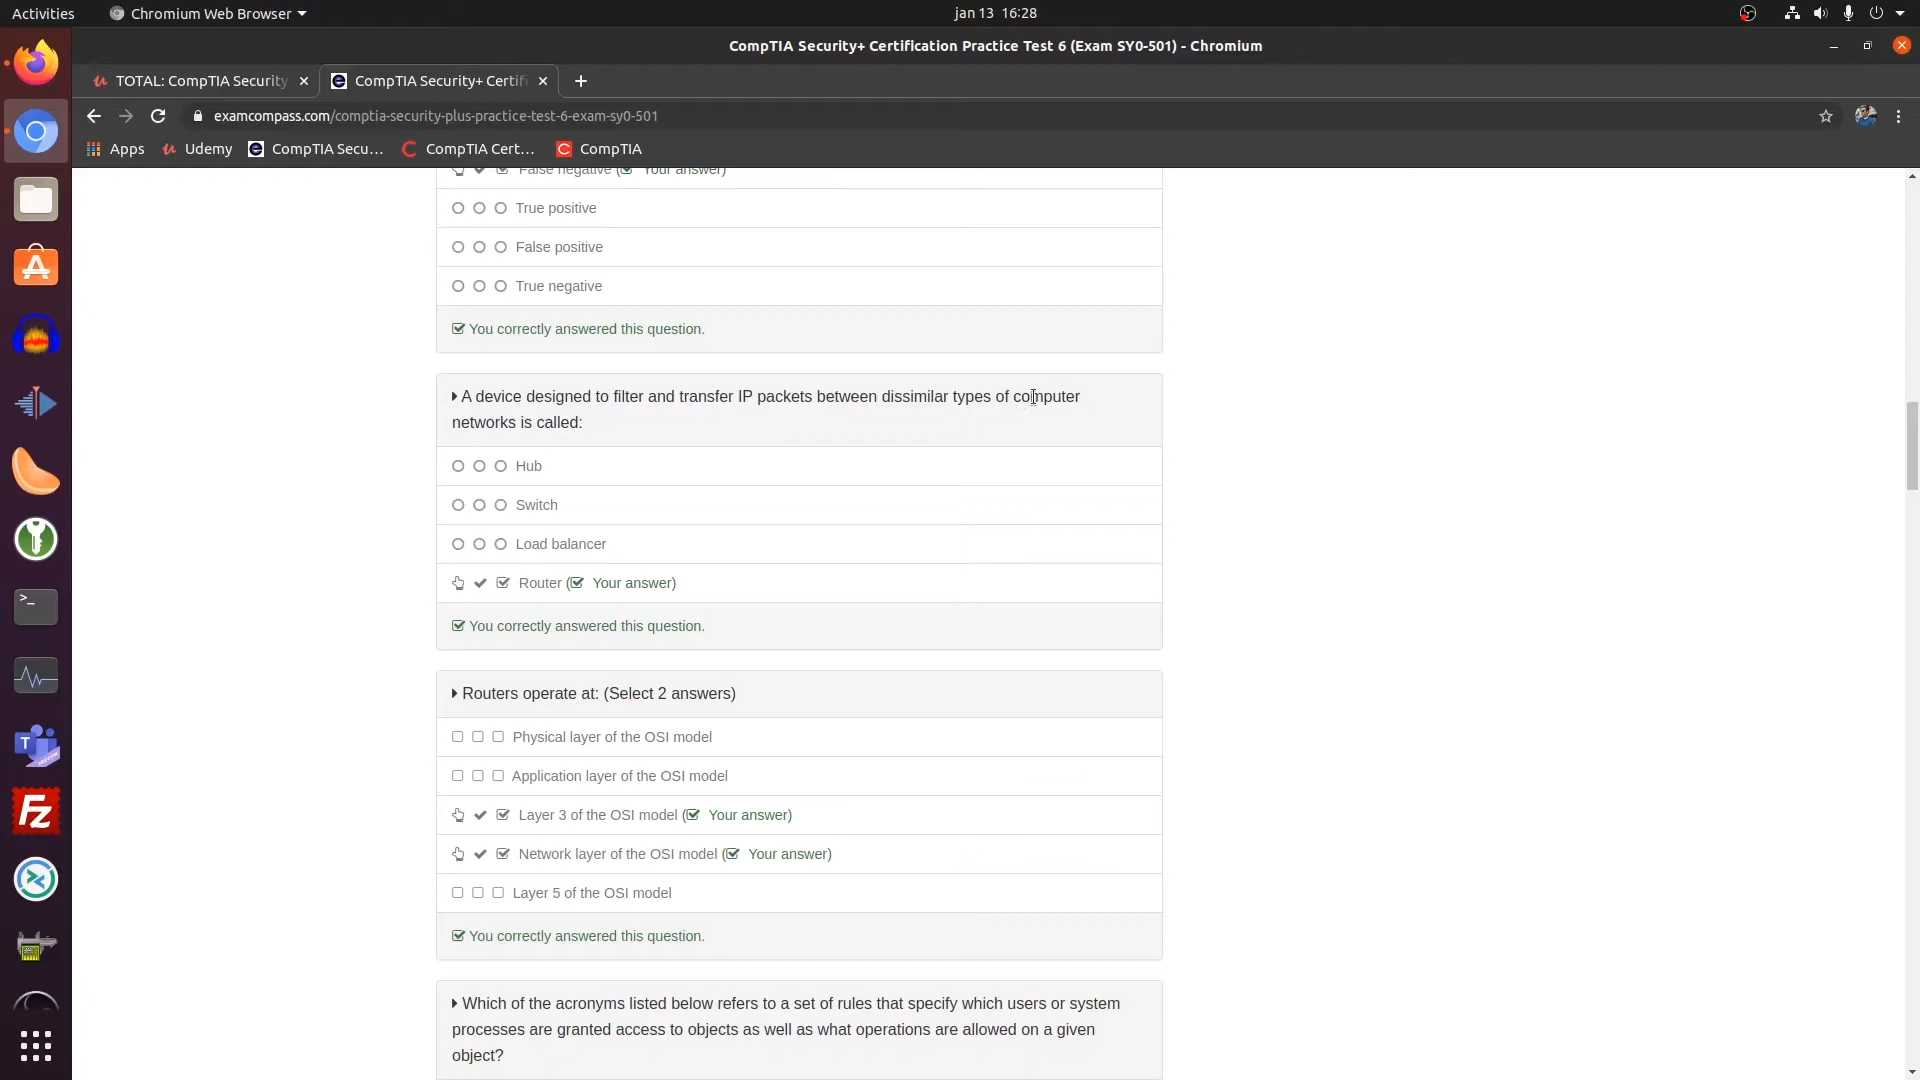 Activities
Chromium Web Browser
jan 13 16:28
CompTIA Security+ Certification Practice Test 6 (Exam SY0-501) - Chromium
TOTAL: CompTIA Security
CompTIA Security+ Certifi
examcompass.com/comptia-security-plus-practice-test-6-exam-sy0-501
Apps
Udemy
CompTIA Secu...
CompTIA Cert...
CompTIA
False negative ( Your answer)
True positive
False positive
True negative
You correctly answered this question.
A device designed to filter and transfer IP packets between dissimilar types of computer
networks is called:
Hub
Switch
Load balancer
Router ( Your answer)
You correctly answered this question.
Routers operate at: (Select 2 answers)
Physical layer of the OSI model
Application layer of the OSI model
Layer 3 of the OSI model ( Your answer)
Network layer of the OSI model ( Your answer)
Layer 5 of the OSI model
You correctly answered this question.
Which of the acronyms listed below refers to a set of rules that specify which users or system
processes are granted access to objects as well as what operations are allowed on a given
object?